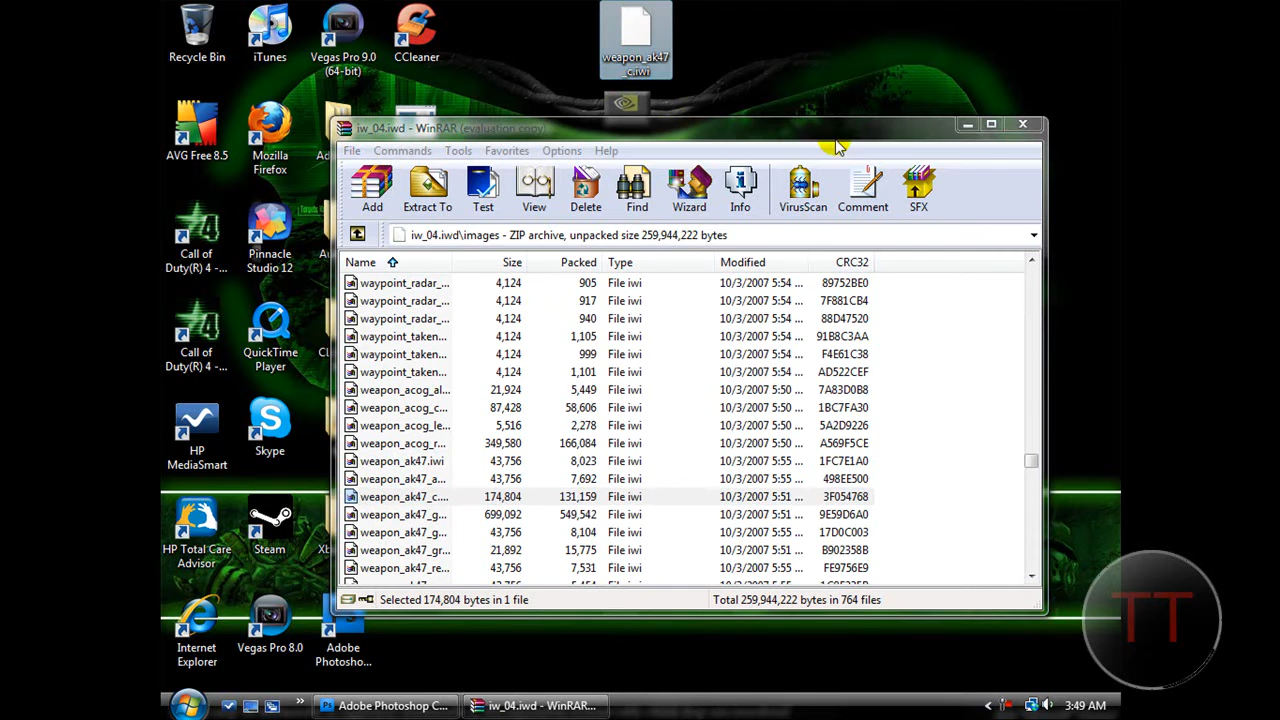 Recycle Bin
iTunes
Vegas Pro 9.0
(64-bit)
CCleaner
weapon_ak47
_c.iwi
AVG Free 8.5
Mozilla
Firefox
Call of
Duty(R) 4 -...
Pinnacle
Studio 12
Call of
Duty(R) 4 -...
QuickTime
Player
HP
MediaSmart
Skype
HP Total Care
Advisor
Steam
Internet
Explorer
Vegas Pro 8.0
Adobe
Photosho...
iw_04.iwd - WinRAR (evaluation copy)
File Commands Tools Favorites Options Help
Add Extract To Test View Delete Find Wizard Info VirusScan Comment SFX
iw_04.iwd\images - ZIP archive, unpacked size 259,944,222 bytes
Name Size Packed Type Modified CRC32
waypoint_radar_... 4,124 905 File iwi 10/3/2007 5:54 ... 89752BE0
waypoint_radar_... 4,124 917 File iwi 10/3/2007 5:54 ... 7F881CB4
waypoint_radar_... 4,124 940 File iwi 10/3/2007 5:54 ... 88D47520
waypoint_taken... 4,124 1,105 File iwi 10/3/2007 5:54 ... 91B8C3AA
waypoint_taken... 4,124 999 File iwi 10/3/2007 5:54 ... F4E61C38
waypoint_taken... 4,124 1,101 File iwi 10/3/2007 5:54 ... AD522CEF
weapon_acog_al... 21,924 5,449 File iwi 10/3/2007 5:50 ... 7A83D0B8
weapon_acog_c... 87,428 58,606 File iwi 10/3/2007 5:50 ... 1BC7FA30
weapon_acog_le... 5,516 2,278 File iwi 10/3/2007 5:50 ... 5A2D9226
weapon_acog_r... 349,580 166,084 File iwi 10/3/2007 5:50 ... A569F5CE
weapon_ak47.iwi 43,756 8,023 File iwi 10/3/2007 5:55 ... 1FC7E1A0
weapon_ak47_a... 43,756 7,692 File iwi 10/3/2007 5:55 ... 498EE500
weapon_ak47_c.... 174,804 131,159 File iwi 10/3/2007 5:51 ... 3F054768
weapon_ak47_g... 699,092 549,542 File iwi 10/3/2007 5:51 ... 9E59D6A0
weapon_ak47_g... 43,756 8,104 File iwi 10/3/2007 5:55 ... 17D0C003
weapon_ak47_gr... 21,892 15,775 File iwi 10/3/2007 5:51 ... B902358B
weapon_ak47_re... 43,756 7,531 File iwi 10/3/2007 5:55 ... FE9756E9
Selected 174,804 bytes in 1 file
Total 259,944,222 bytes in 764 files
TT
Adobe Photoshop C...
iw_04.iwd - WinRAR...
3:49 AM